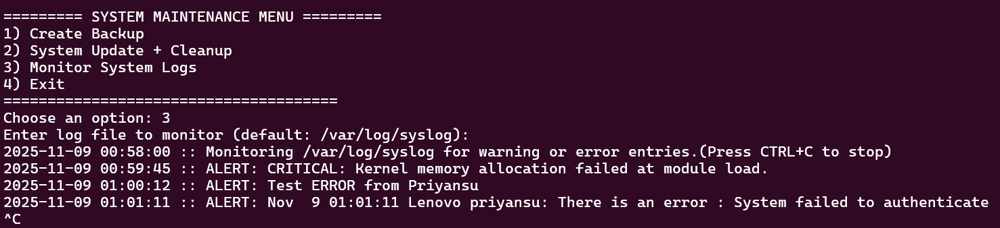 ========= SYSTEM MAINTENANCE MENU =========
1) Create Backup
2) System Update + Cleanup
3) Monitor System Logs
4) Exit
======================================
Choose an option: 3
Enter log file to monitor (default: /var/log/syslog):
2025-11-09 00:58:00 :: Monitoring /var/log/syslog for warning or error entries.(Press CTRL+C to stop)
2025-11-09 00:59:45 :: ALERT: CRITICAL: Kernel memory allocation failed at module load.
2025-11-09 01:00:12 :: ALERT: Test ERROR from Priyansu
2025-11-09 01:01:11 :: ALERT: Nov  9 01:01:11 Lenovo priyansu: There is an error : System failed to authenticate
^C